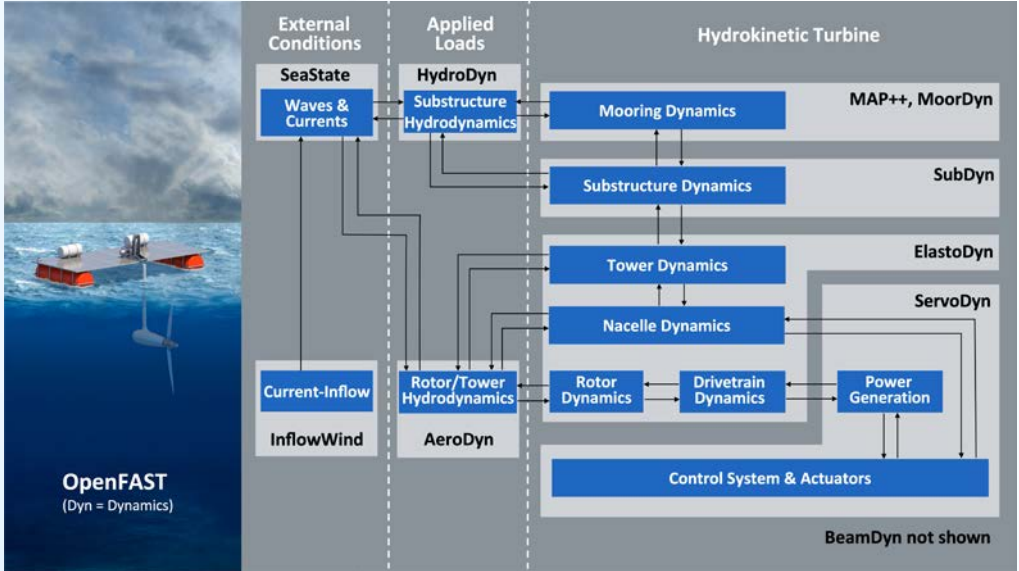 External
Conditions
Applied
Loads
Hydrokinetic Turbine
SeaState
Waves &
Currents
HydroDyn
Substructure
Hydrodynamics
Mooring Dynamics
MAP++, MoorDyn
Substructure Dynamics
SubDyn
Tower Dynamics
ElastoDyn
Nacelle Dynamics
ServoDyn
Current-Inflow
InflowWind
Rotor/Tower
Hydrodynamics
AeroDyn
Rotor
Dynamics
Drivetrain
Dynamics
Power
Generation
Control System & Actuators
OpenFAST
(Dyn = Dynamics)
BeamDyn not shown